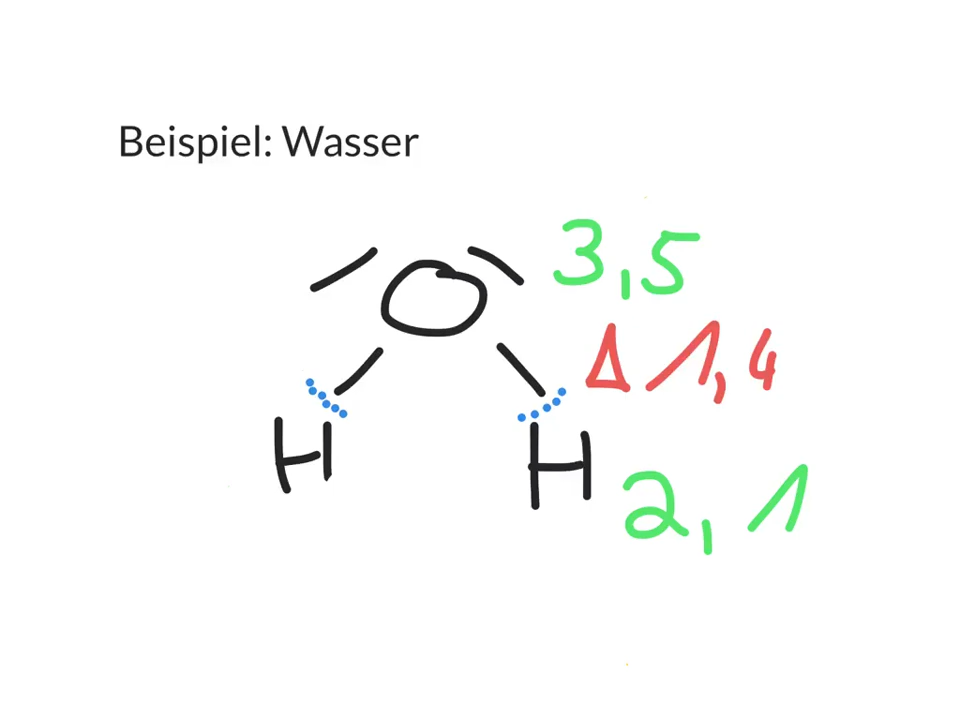 Beispiel: Wasser
O
3,5
Δ 1,4
H
H
2,1